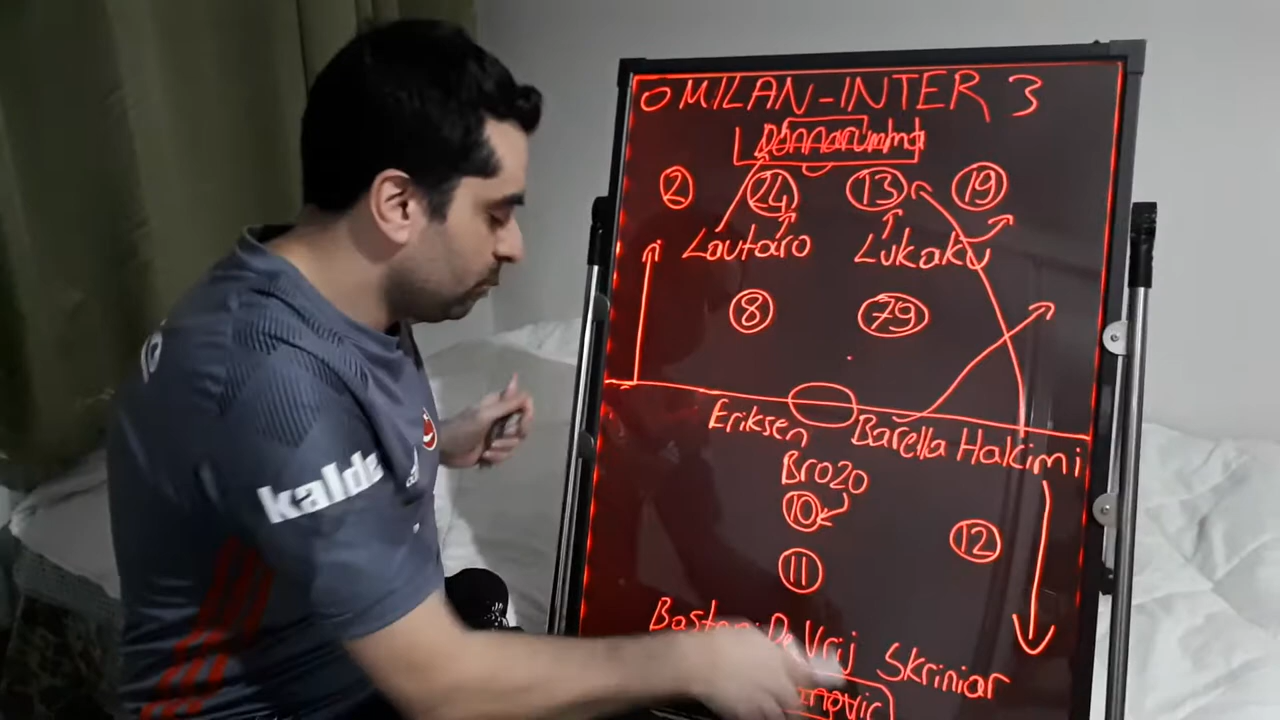 0 MILAN-INTER 3
Donnarumma
2 24 13 19
Lautaro Lukaku
8 79
Eriksen Barella Hakimi
Brozo
10
12
11
De Vrij Skriniar
kalde